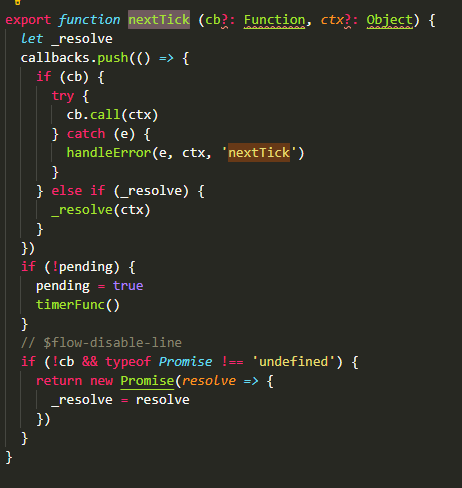 export function nextTick (cb?: Function, ctx?: Object) {
  let _resolve
  callbacks.push(() => {
    if (cb) {
      try {
        cb.call(ctx)
      } catch (e) {
        handleError(e, ctx, 'nextTick')
      }
    } else if (_resolve) {
      _resolve(ctx)
    }
  })
  if (!pending) {
    pending = true
    timerFunc()
  }
  // $flow-disable-line
  if (!cb && typeof Promise !== 'undefined') {
    return new Promise(resolve => {
      _resolve = resolve
    })
  }
}